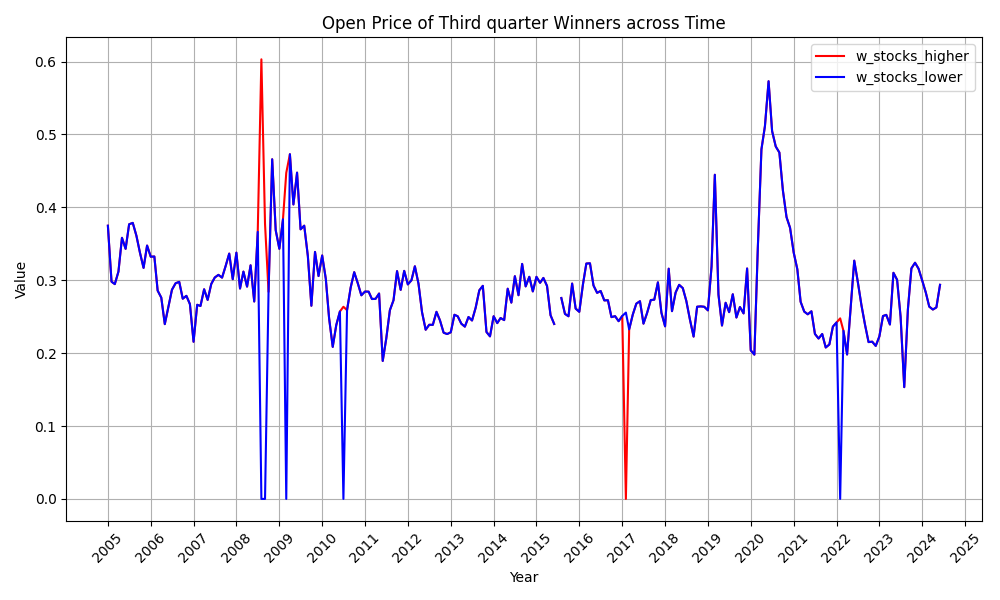 Open Price of Third quarter Winners across Time
w_stocks_higher
w_stocks_lower
Value
0.6
0.5
0.4
0.3
0.2
0.1
0.0
2005 2006 2007 2008 2009 2010 2011 2012 2013 2014 2015 2016 2017 2018 2019 2020 2021 2022 2023 2024 2025
Year